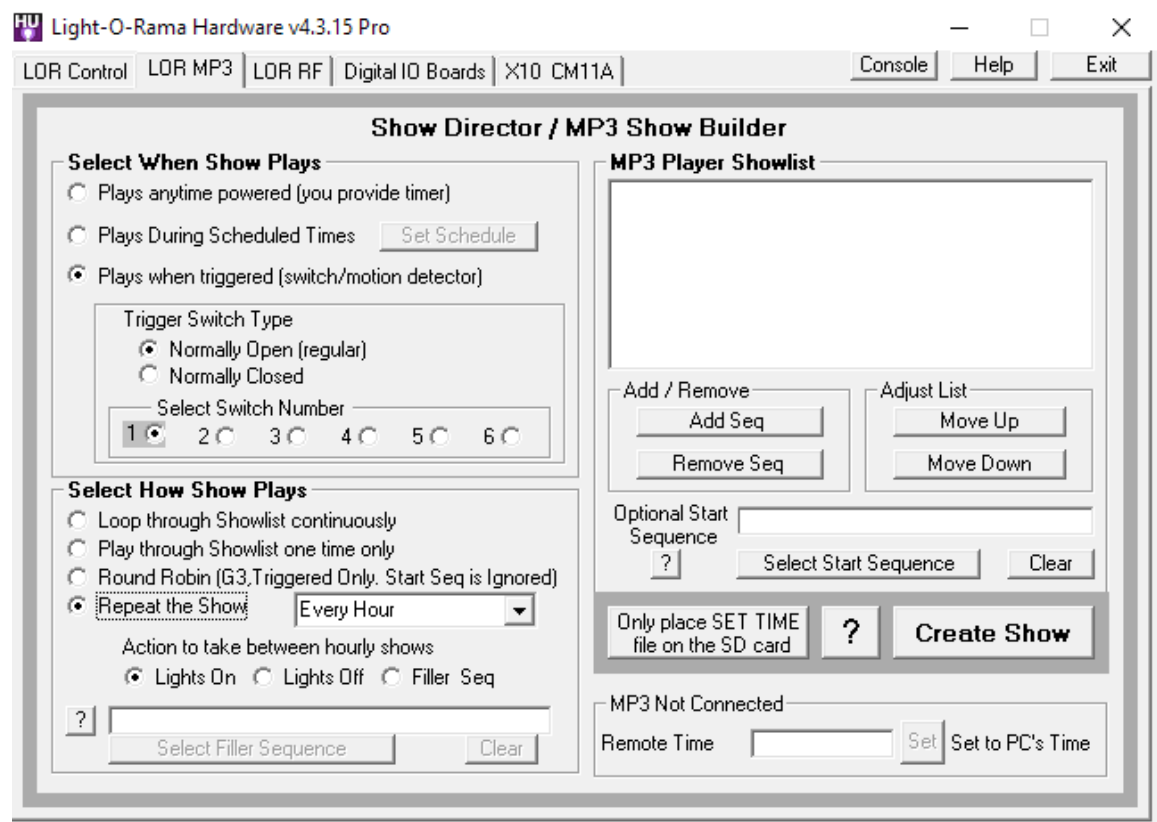 HU Light-O-Rama Hardware v4.3.15 Pro
LOR Control LOR MP3 LOR RF Digital IO Boards X10 CM11A Console Help Exit
Show Director / MP3 Show Builder
Select When Show Plays
Plays anytime powered (you provide timer)
Plays During Scheduled Times Set Schedule
Plays when triggered (switch/motion detector)
Trigger Switch Type
Normally Open (regular)
Normally Closed
Select Switch Number
1 2 3 4 5 6
Select How Show Plays
Loop through Showlist continuously
Play through Showlist one time only
Round Robin (G3,Triggered Only. Start Seq is Ignored)
Repeat the Show Every Hour
Action to take between hourly shows
Lights On Lights Off Filler Seq
?
Select Filler Sequence Clear
MP3 Player Showlist
Add / Remove
Add Seq
Remove Seq
Adjust List
Move Up
Move Down
Optional Start
Sequence
? Select Start Sequence Clear
Only place SET TIME
file on the SD card
?
Create Show
MP3 Not Connected
Remote Time Set Set to PC's Time